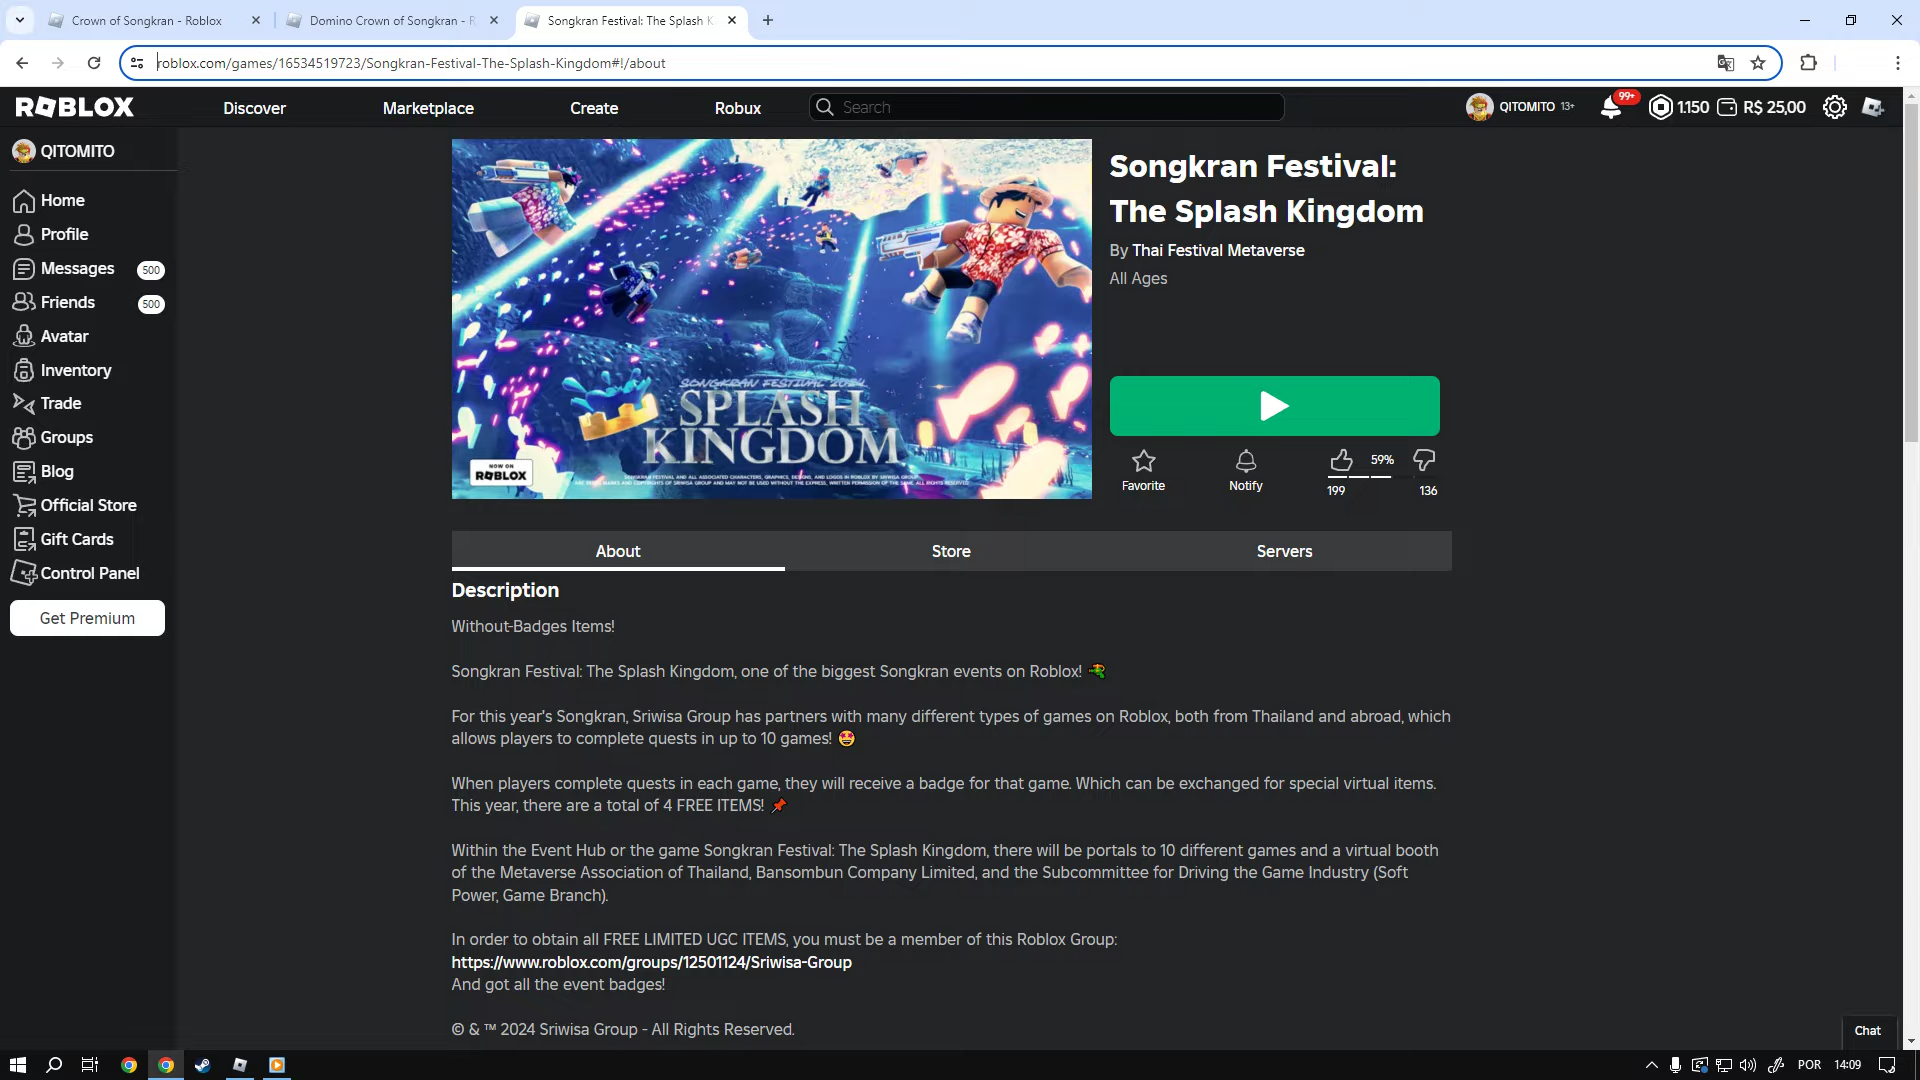 Crown of Songkran - Roblox
Domino Crown of Songkran - R
Songkran Festival: The Splash K
roblox.com/games/16534519723/Songkran-Festival-The-Splash-Kingdom#!/about
ROBLOX
Discover
Marketplace
Create
Robux
Search
QITOMITO 13+
99+
1.150
R$ 25,00
QITOMITO
Home
Profile
Messages 500
Friends 500
Avatar
Inventory
Trade
Groups
Blog
Official Store
Gift Cards
Control Panel
Get Premium
SONGKRAN FESTIVAL 2024
SPLASH
KINGDOM
NOW ON
ROBLOX
Songkran Festival:
The Splash Kingdom
By Thai Festival Metaverse
All Ages
Favorite
Notify
59%
199
136
About
Store
Servers
Description
Without-Badges Items!
Songkran Festival: The Splash Kingdom, one of the biggest Songkran events on Roblox! 🔫
For this year's Songkran, Sriwisa Group has partners with many different types of games on Roblox, both from Thailand and abroad, which
allows players to complete quests in up to 10 games! 🤩
When players complete quests in each game, they will receive a badge for that game. Which can be exchanged for special virtual items.
This year, there are a total of 4 FREE ITEMS! 📌
Within the Event Hub or the game Songkran Festival: The Splash Kingdom, there will be portals to 10 different games and a virtual booth
of the Metaverse Association of Thailand, Bansombun Company Limited, and the Subcommittee for Driving the Game Industry (Soft
Power, Game Branch).
In order to obtain all FREE LIMITED UGC ITEMS, you must be a member of this Roblox Group:
https://www.roblox.com/groups/12501124/Sriwisa-Group
And got all the event badges!
© & ™ 2024 Sriwisa Group - All Rights Reserved.
Chat
POR
14:09